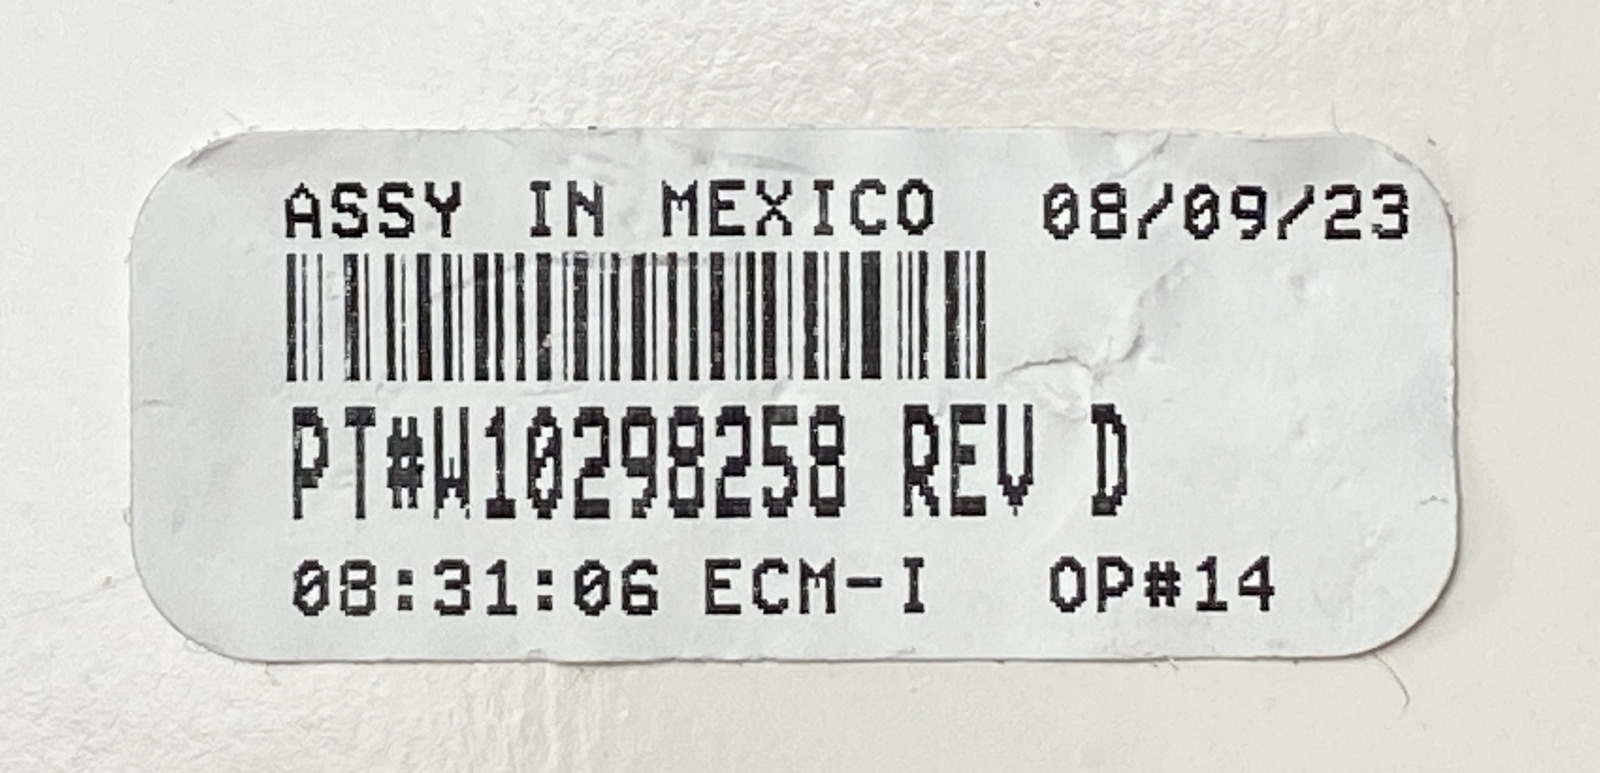 ASSY IN MEXICO 08/09/23
PT#W10298258 REV D
08:31:06 ECM-I OP#14